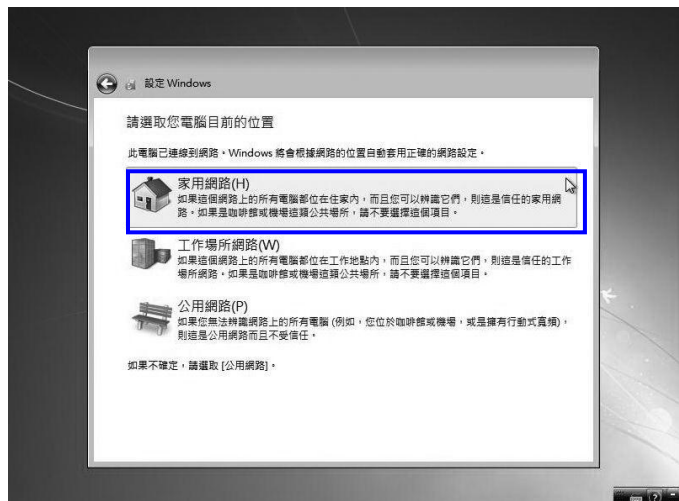 設定 Windows
請選取您電腦目前的位置
此電腦已連線到網路。Windows 將會根據網路的位置自動套用正確的網路設定。
家用網路(H)
如果這個網路上的所有電腦都位在住家內，而且您可以辨識它們，則這是信任的家用網
路。如果是咖啡館或機場這類公共場所，請不要選擇這個項目。
工作場所網路(W)
如果這個網路上的所有電腦都位在工作地點內，而且您可以辨識它們，則這是信任的工作
場所網路。如果是咖啡館或機場這類公共場所，請不要選擇這個項目。
公用網路(P)
如果您無法辨識網路上的所有電腦 (例如，您位於咖啡館或機場，或是擁有行動式寬頻)，
則這是公用網路而且不受信任。
如果不確定，請選取 [公用網路]。